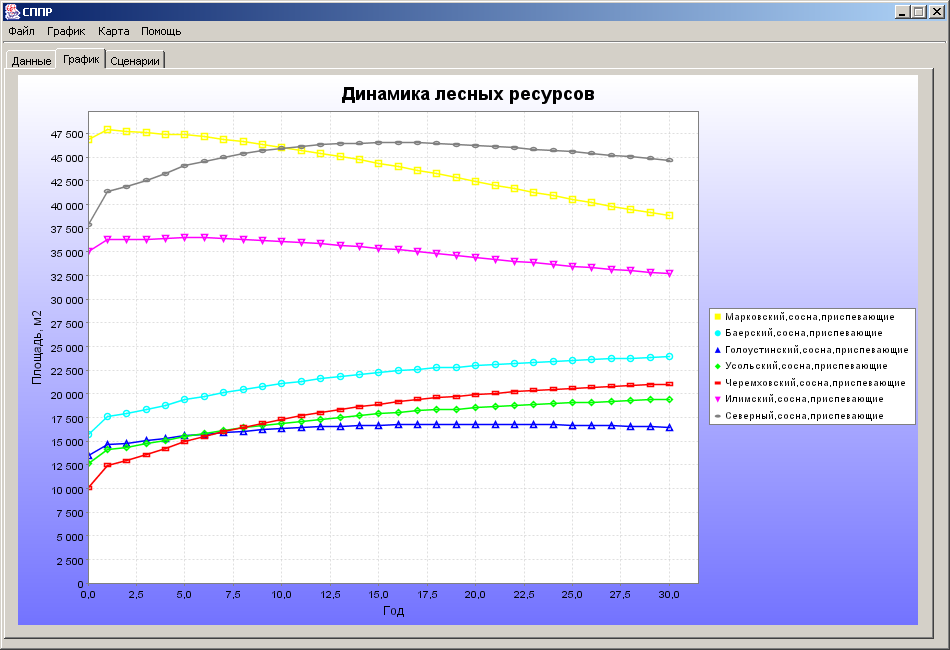 СППР
Файл График Карта Помощь
Данные График Сценарии
Динамика лесных ресурсов
47 500
45 000
42 500
40 000
37 500
35 000
32 500
30 000
27 500
25 000
22 500
20 000
17 500
15 000
12 500
10 000
7 500
5 000
2 500
0
Площадь, м2
0,0 2,5 5,0 7,5 10,0 12,5 15,0 17,5 20,0 22,5 25,0 27,5 30,0
Год
Марковский,сосна,приспевающие
Баерский,сосна,приспевающие
Голоустинский,сосна,приспевающие
Усольский,сосна,приспевающие
Черемховский,сосна,приспевающие
Илимский,сосна,приспевающие
Северный,сосна,приспевающие